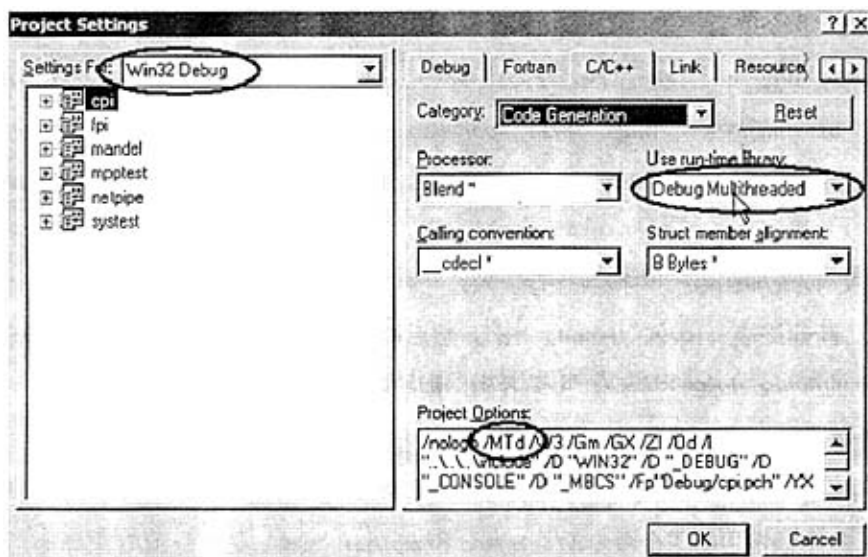 Project Settings
Settings For: Win32 Debug
cpi
fpi
mandel
mpptest
netpipe
systest
Debug Fortran C/C++ Link Resource
Category: Code Generation Reset
Processor: Use run-time library:
Blend * Debug Multithreaded
Calling convention: Struct member alignment:
__cdecl * 8 Bytes *
Project Options:
/nologo /MTd /W3 /Gm /GX /ZI /Od /I
"..\..\..\include" /D "WIN32" /D "_DEBUG" /D
"_CONSOLE" /D "_MBCS" /Fp"Debug/cpi.pch" /YX
OK Cancel